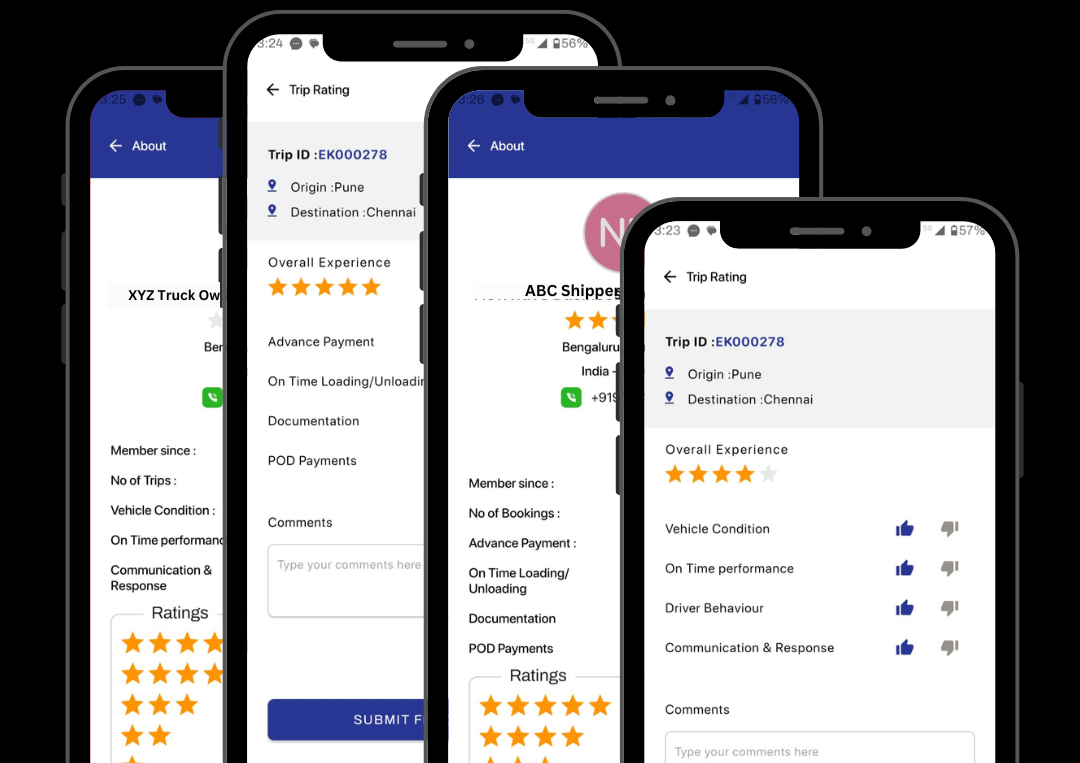 3:25
About
XYZ Truck Ow
Ber
Member since :
No of Trips :
Vehicle Condition :
On Time performanc
Communication &
Response
Ratings
3:24
5G
56%
Trip Rating
Trip ID :EK000278
Origin :Pune
Destination :Chennai
Overall Experience
Advance Payment
On Time Loading/Unloadin
Documentation
POD Payments
Comments
Type your comments here
SUBMIT F
3:26
56%
About
N
ABC Shippers
Bengaluru
India -
+919
Member since :
No of Bookings :
Advance Payment :
On Time Loading/
Unloading
Documentation
POD Payments
Ratings
3:23
5G
57%
Trip Rating
Trip ID :EK000278
Origin :Pune
Destination :Chennai
Overall Experience
Vehicle Condition
On Time performance
Driver Behaviour
Communication & Response
Comments
Type your comments here